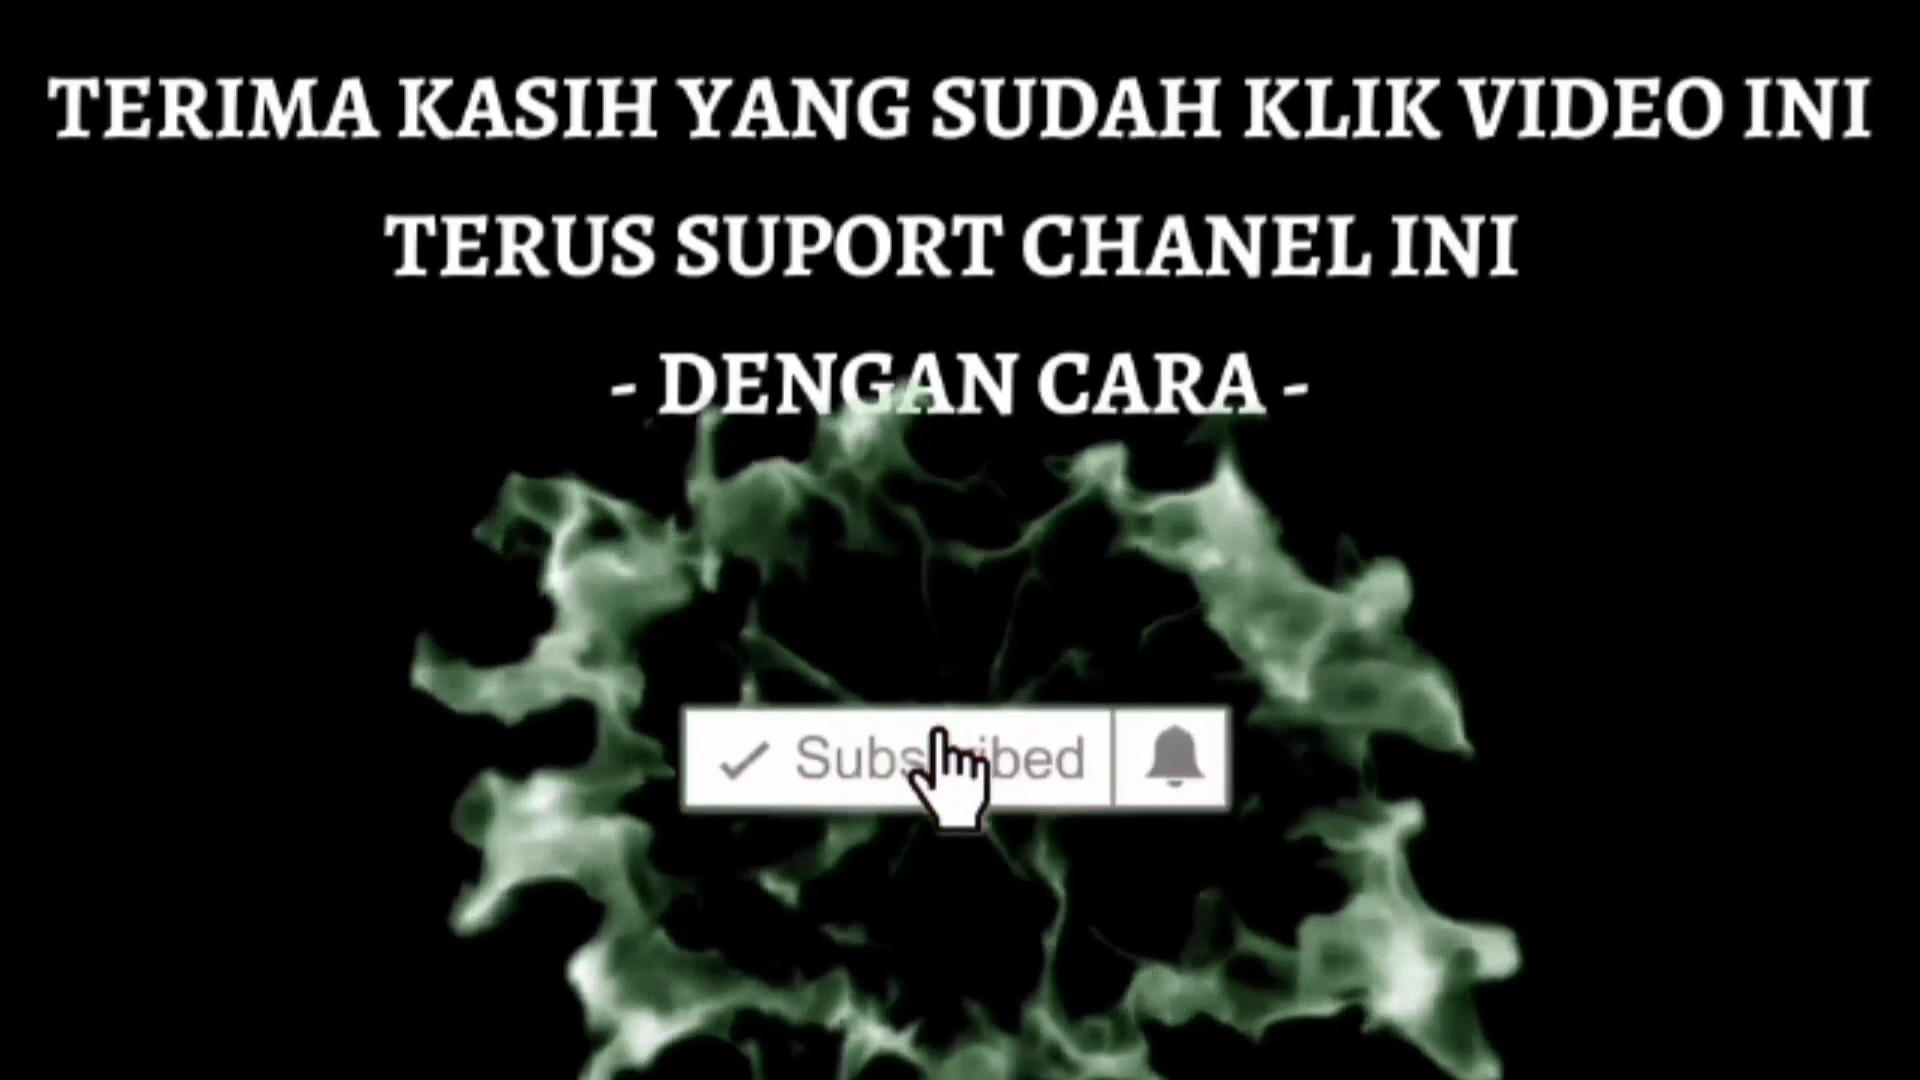 TERIMA KASIH YANG SUDAH KLIK VIDEO INI
TERUS SUPORT CHANEL INI
- DENGAN CARA -
Subscribed